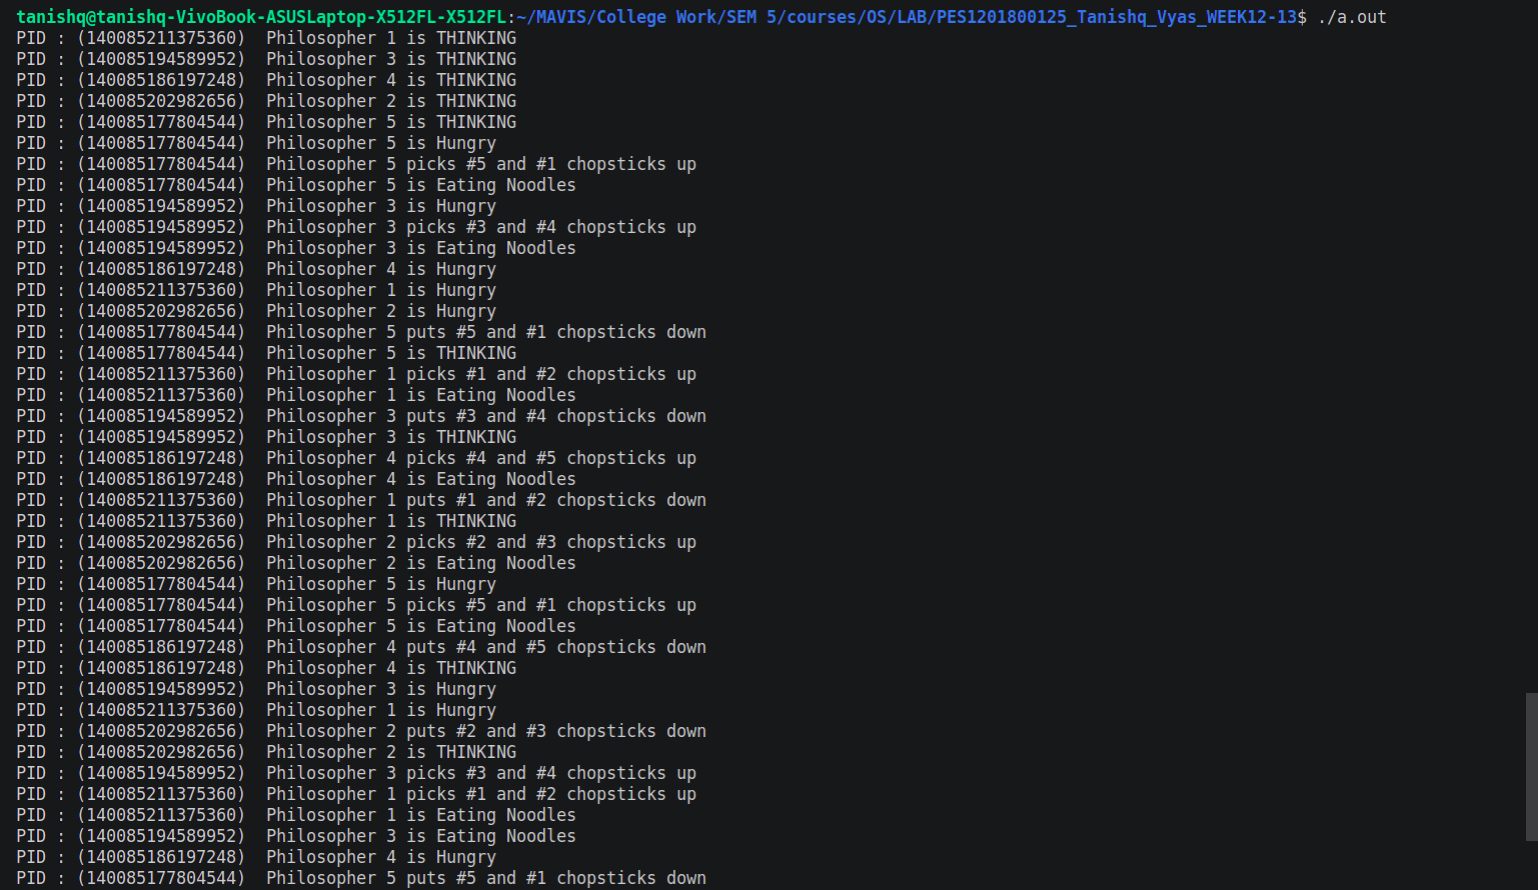 tanishq@tanishq-VivoBook-ASUSLaptop-X512FL-X512FL:~/MAVIS/College Work/SEM 5/courses/OS/LAB/PES1201800125_Tanishq_Vyas_WEEK12-13$ ./a.out
PID : (140085211375360)  Philosopher 1 is THINKING
PID : (140085194589952)  Philosopher 3 is THINKING
PID : (140085186197248)  Philosopher 4 is THINKING
PID : (140085202982656)  Philosopher 2 is THINKING
PID : (140085177804544)  Philosopher 5 is THINKING
PID : (140085177804544)  Philosopher 5 is Hungry
PID : (140085177804544)  Philosopher 5 picks #5 and #1 chopsticks up
PID : (140085177804544)  Philosopher 5 is Eating Noodles
PID : (140085194589952)  Philosopher 3 is Hungry
PID : (140085194589952)  Philosopher 3 picks #3 and #4 chopsticks up
PID : (140085194589952)  Philosopher 3 is Eating Noodles
PID : (140085186197248)  Philosopher 4 is Hungry
PID : (140085211375360)  Philosopher 1 is Hungry
PID : (140085202982656)  Philosopher 2 is Hungry
PID : (140085177804544)  Philosopher 5 puts #5 and #1 chopsticks down
PID : (140085177804544)  Philosopher 5 is THINKING
PID : (140085211375360)  Philosopher 1 picks #1 and #2 chopsticks up
PID : (140085211375360)  Philosopher 1 is Eating Noodles
PID : (140085194589952)  Philosopher 3 puts #3 and #4 chopsticks down
PID : (140085194589952)  Philosopher 3 is THINKING
PID : (140085186197248)  Philosopher 4 picks #4 and #5 chopsticks up
PID : (140085186197248)  Philosopher 4 is Eating Noodles
PID : (140085211375360)  Philosopher 1 puts #1 and #2 chopsticks down
PID : (140085211375360)  Philosopher 1 is THINKING
PID : (140085202982656)  Philosopher 2 picks #2 and #3 chopsticks up
PID : (140085202982656)  Philosopher 2 is Eating Noodles
PID : (140085177804544)  Philosopher 5 is Hungry
PID : (140085177804544)  Philosopher 5 picks #5 and #1 chopsticks up
PID : (140085177804544)  Philosopher 5 is Eating Noodles
PID : (140085186197248)  Philosopher 4 puts #4 and #5 chopsticks down
PID : (140085186197248)  Philosopher 4 is THINKING
PID : (140085194589952)  Philosopher 3 is Hungry
PID : (140085211375360)  Philosopher 1 is Hungry
PID : (140085202982656)  Philosopher 2 puts #2 and #3 chopsticks down
PID : (140085202982656)  Philosopher 2 is THINKING
PID : (140085194589952)  Philosopher 3 picks #3 and #4 chopsticks up
PID : (140085211375360)  Philosopher 1 picks #1 and #2 chopsticks up
PID : (140085211375360)  Philosopher 1 is Eating Noodles
PID : (140085194589952)  Philosopher 3 is Eating Noodles
PID : (140085186197248)  Philosopher 4 is Hungry
PID : (140085177804544)  Philosopher 5 puts #5 and #1 chopsticks down